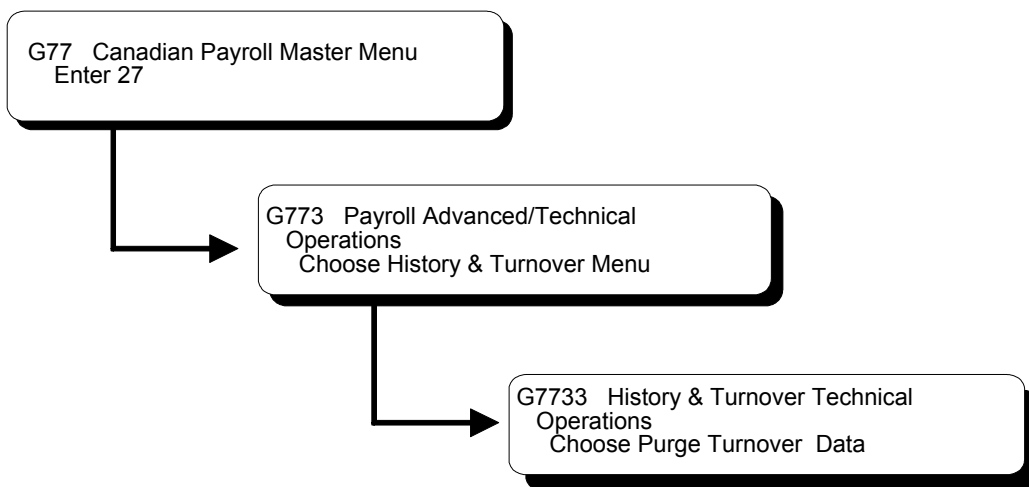 G77 Canadian Payroll Master Menu
Enter 27
G773 Payroll Advanced/Technical
Operations
Choose History & Turnover Menu
G7733 History & Turnover Technical
Operations
Choose Purge Turnover Data